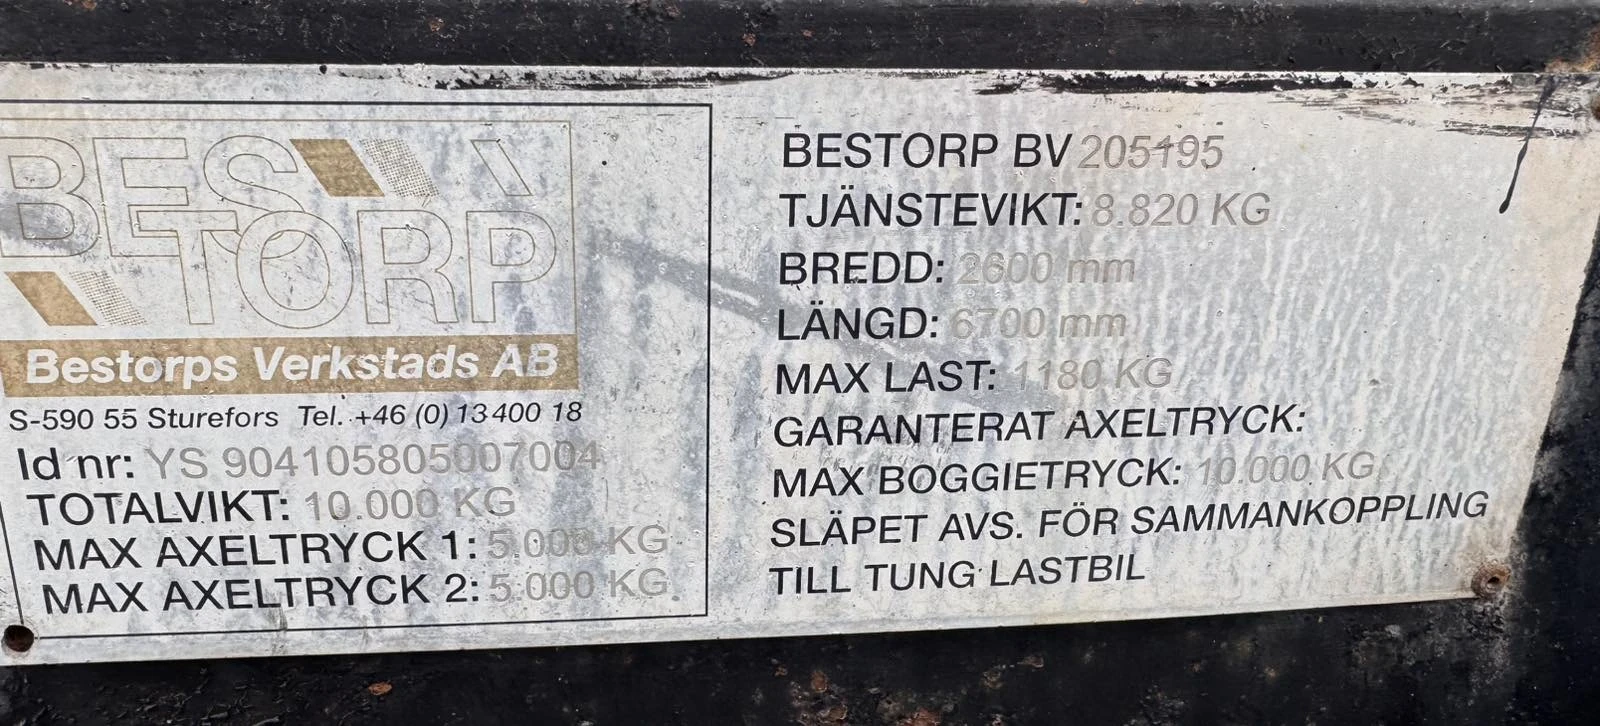 BESTORP
Bestorps Verkstads AB
S-590 55 Sturefors Tel. +46 (0) 13 400 18
Id nr: YS 904105805007004
TOTALVIKT: 10.000 KG
MAX AXELTRYCK 1: 5.000 KG
MAX AXELTRYCK 2: 5.000 KG
BESTORP BV 205195
TJÄNSTEVIKT: 8.820 KG
BREDD: 2600 mm
LÄNGD: 6700 mm
MAX LAST: 1180 KG
GARANTERAT AXELTRYCK:
MAX BOGGIETRYCK: 10.000 KG
SLÄPET AVS. FÖR SAMMANKOPPLING
TILL TUNG LASTBIL